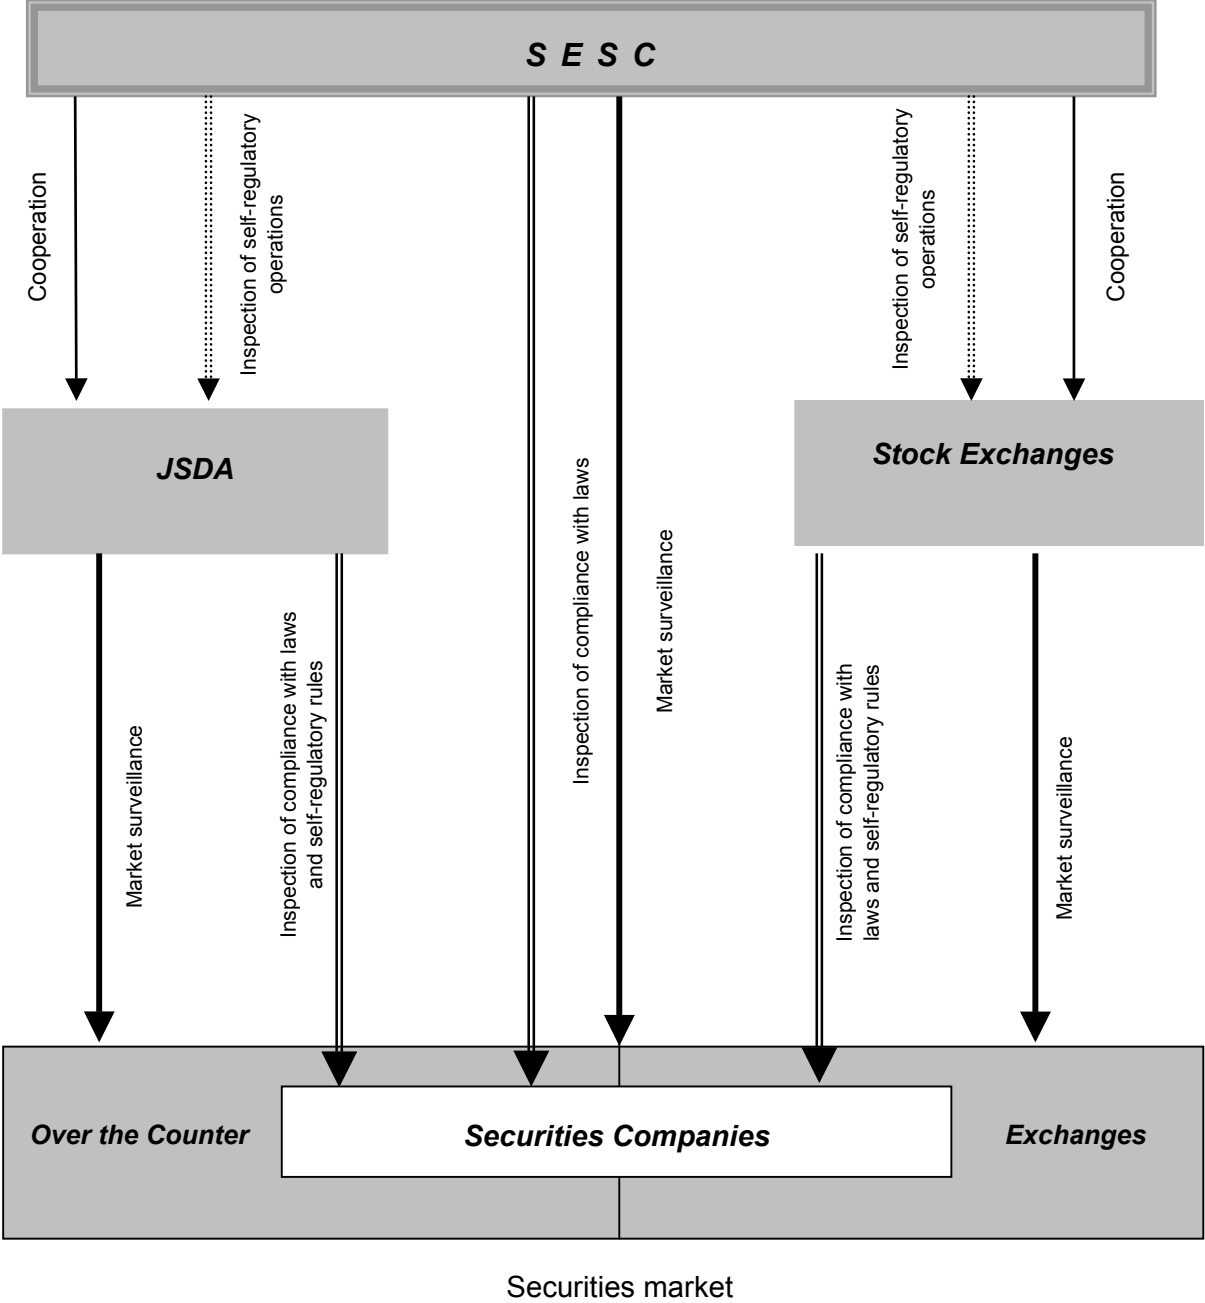 S E S C
Cooperation
Inspection of self-regulatory
operations
Inspection of self-regulatory
operations
Cooperation
JSDA
Stock Exchanges
Market surveillance
Inspection of compliance with laws
and self-regulatory rules
Inspection of compliance with laws
Market surveillance
Inspection of compliance with
laws and self-regulatory rules
Market surveillance
Over the Counter
Securities Companies
Exchanges
Securities market